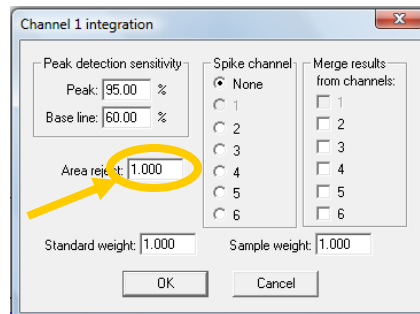 Channel 1 integration
x
Peak detection sensitivity
Peak: 95.00 %
Base line: 60.00 %
Area reject: 1.000
Spike channel
None
1
2
3
4
5
6
Merge results
from channels:
1
2
3
4
5
6
Standard weight: 1.000
Sample weight: 1.000
OK
Cancel